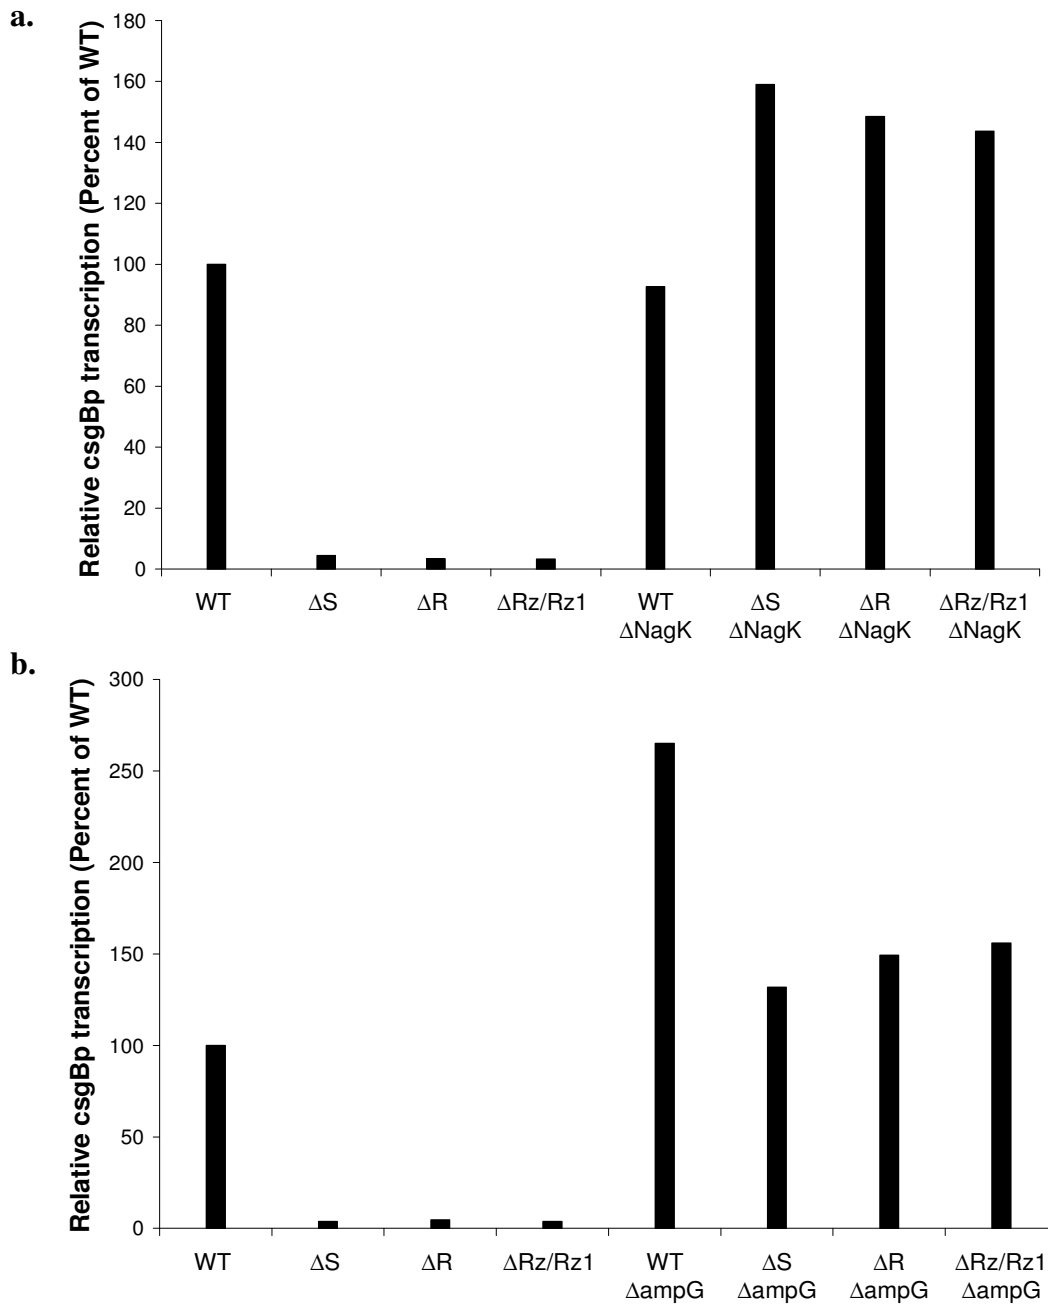 a.
Relative csgBp transcription (Percent of WT)
180
160
140
120
100
80
60
40
20
0
WT ΔS ΔR ΔRz/Rz1 WT ΔS ΔR ΔRz/Rz1
ΔNagK ΔNagK ΔNagK ΔNagK
b.
Relative csgBp transcription (Percent of WT)
300
250
200
150
100
50
0
WT ΔS ΔR ΔRz/Rz1 WT ΔS ΔR ΔRz/Rz1
ΔampG ΔampG ΔampG ΔampG